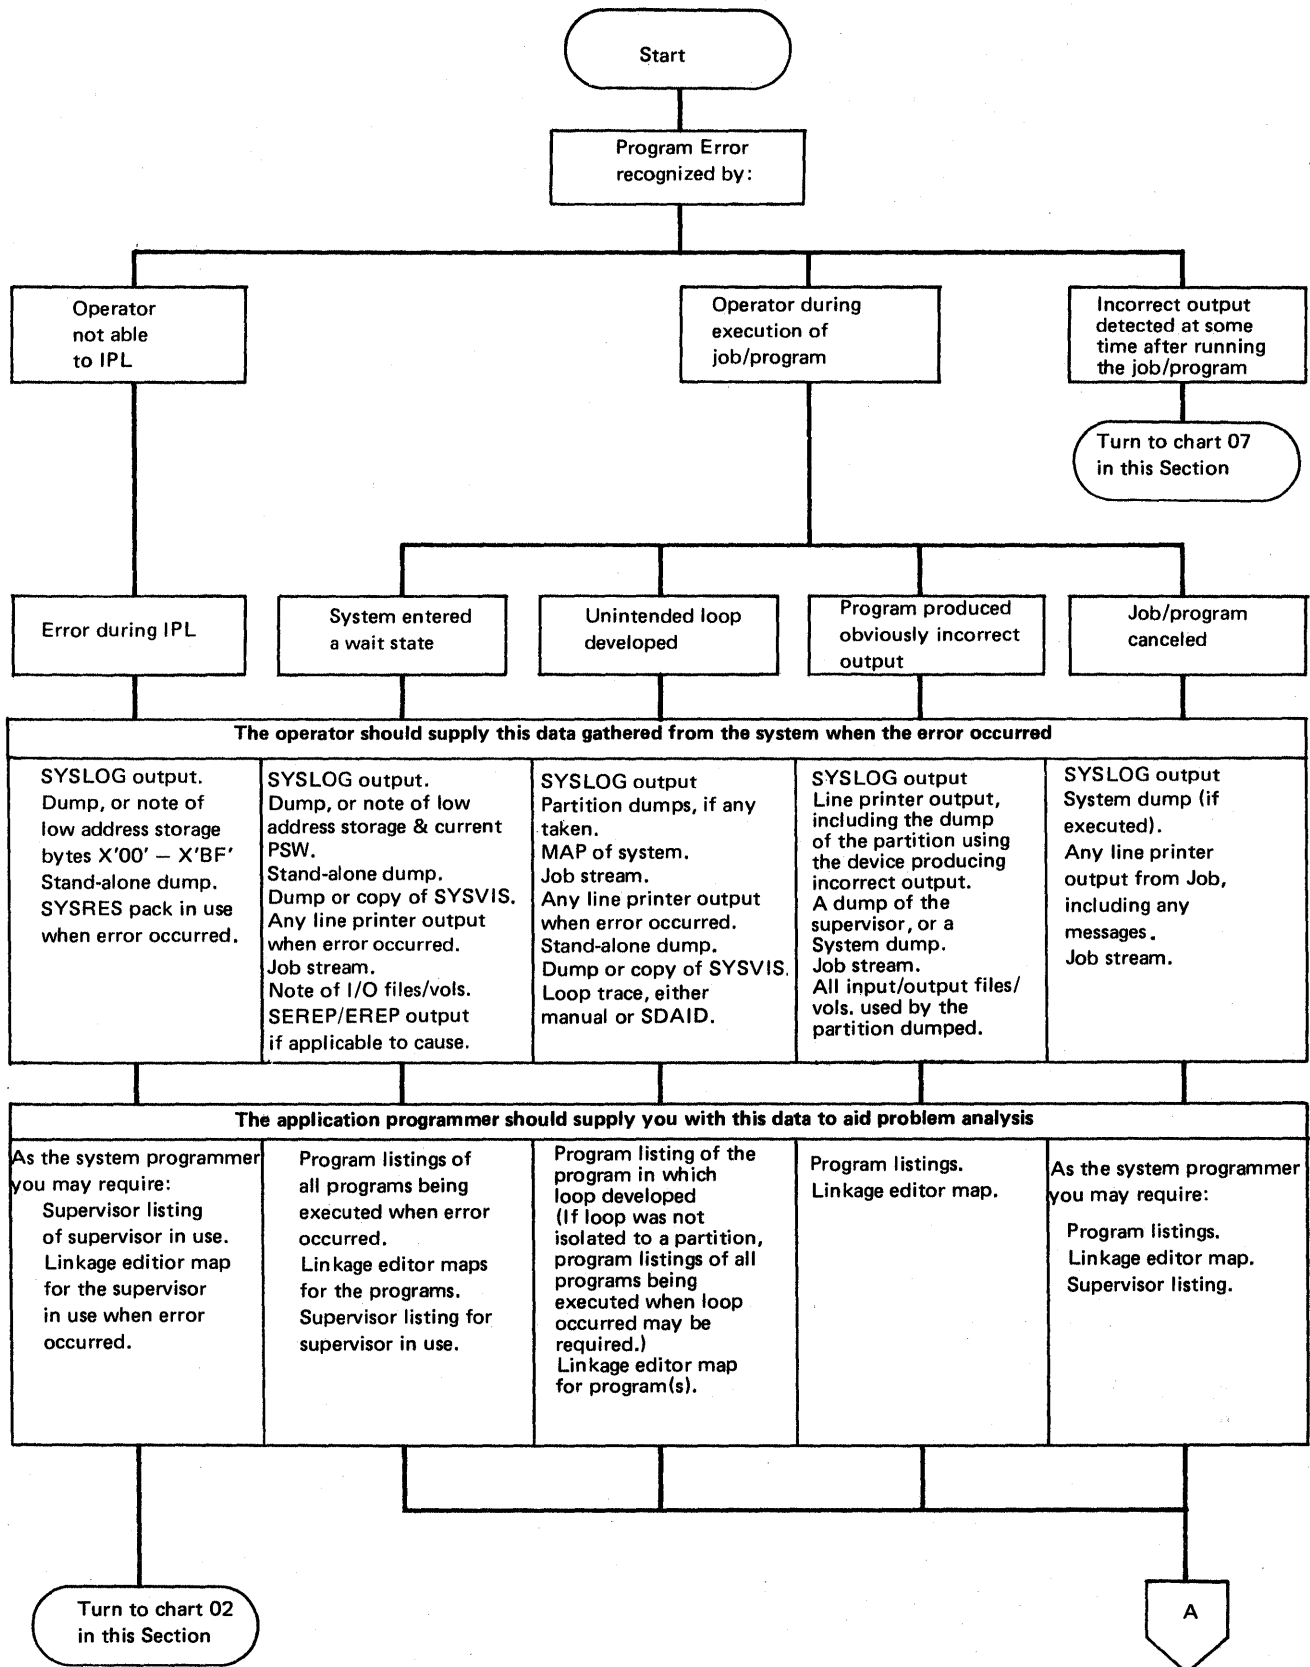 Start
Program Error
recognized by:
Operator
not able
to IPL
Operator during
execution of
job/program
Incorrect output
detected at some
time after running
the job/program
Turn to chart 07
in this Section
Error during IPL
System entered
a wait state
Unintended loop
developed
Program produced
obviously incorrect
output
Job/program
canceled
The operator should supply this data gathered from the system when the error occurred
SYSLOG output.
Dump, or note of
low address storage
bytes X'00' – X'BF'
Stand-alone dump.
SYSRES pack in use
when error occurred.
SYSLOG output.
Dump, or note of low
address storage & current
PSW.
Stand-alone dump.
Dump or copy of SYSVIS.
Any line printer output
when error occurred.
Job stream.
Note of I/O files/vols.
SEREP/EREP output
if applicable to cause.
SYSLOG output
Partition dumps, if any
taken.
MAP of system.
Job stream.
Any line printer output
when error occurred.
Stand-alone dump.
Dump or copy of SYSVIS.
Loop trace, either
manual or SDAID.
SYSLOG output
Line printer output,
including the dump
of the partition using
the device producing
incorrect output.
A dump of the
supervisor, or a
System dump.
Job stream.
All input/output files/
vols. used by the
partition dumped.
SYSLOG output
System dump (if
executed).
Any line printer
output from Job,
including any
messages.
Job stream.
The application programmer should supply you with this data to aid problem analysis
As the system programmer
you may require:
Supervisor listing
of supervisor in use.
Linkage editior map
for the supervisor
in use when error
occurred.
Program listings of
all programs being
executed when error
occurred.
Linkage editor maps
for the programs.
Supervisor listing for
supervisor in use.
Program listing of the
program in which
loop developed
(If loop was not
isolated to a partition,
program listings of all
programs being
executed when loop
occurred may be
required.)
Linkage editor map
for program(s).
Program listings.
Linkage editor map.
As the system programmer
you may require:
Program listings.
Linkage editor map.
Supervisor listing.
Turn to chart 02
in this Section
A